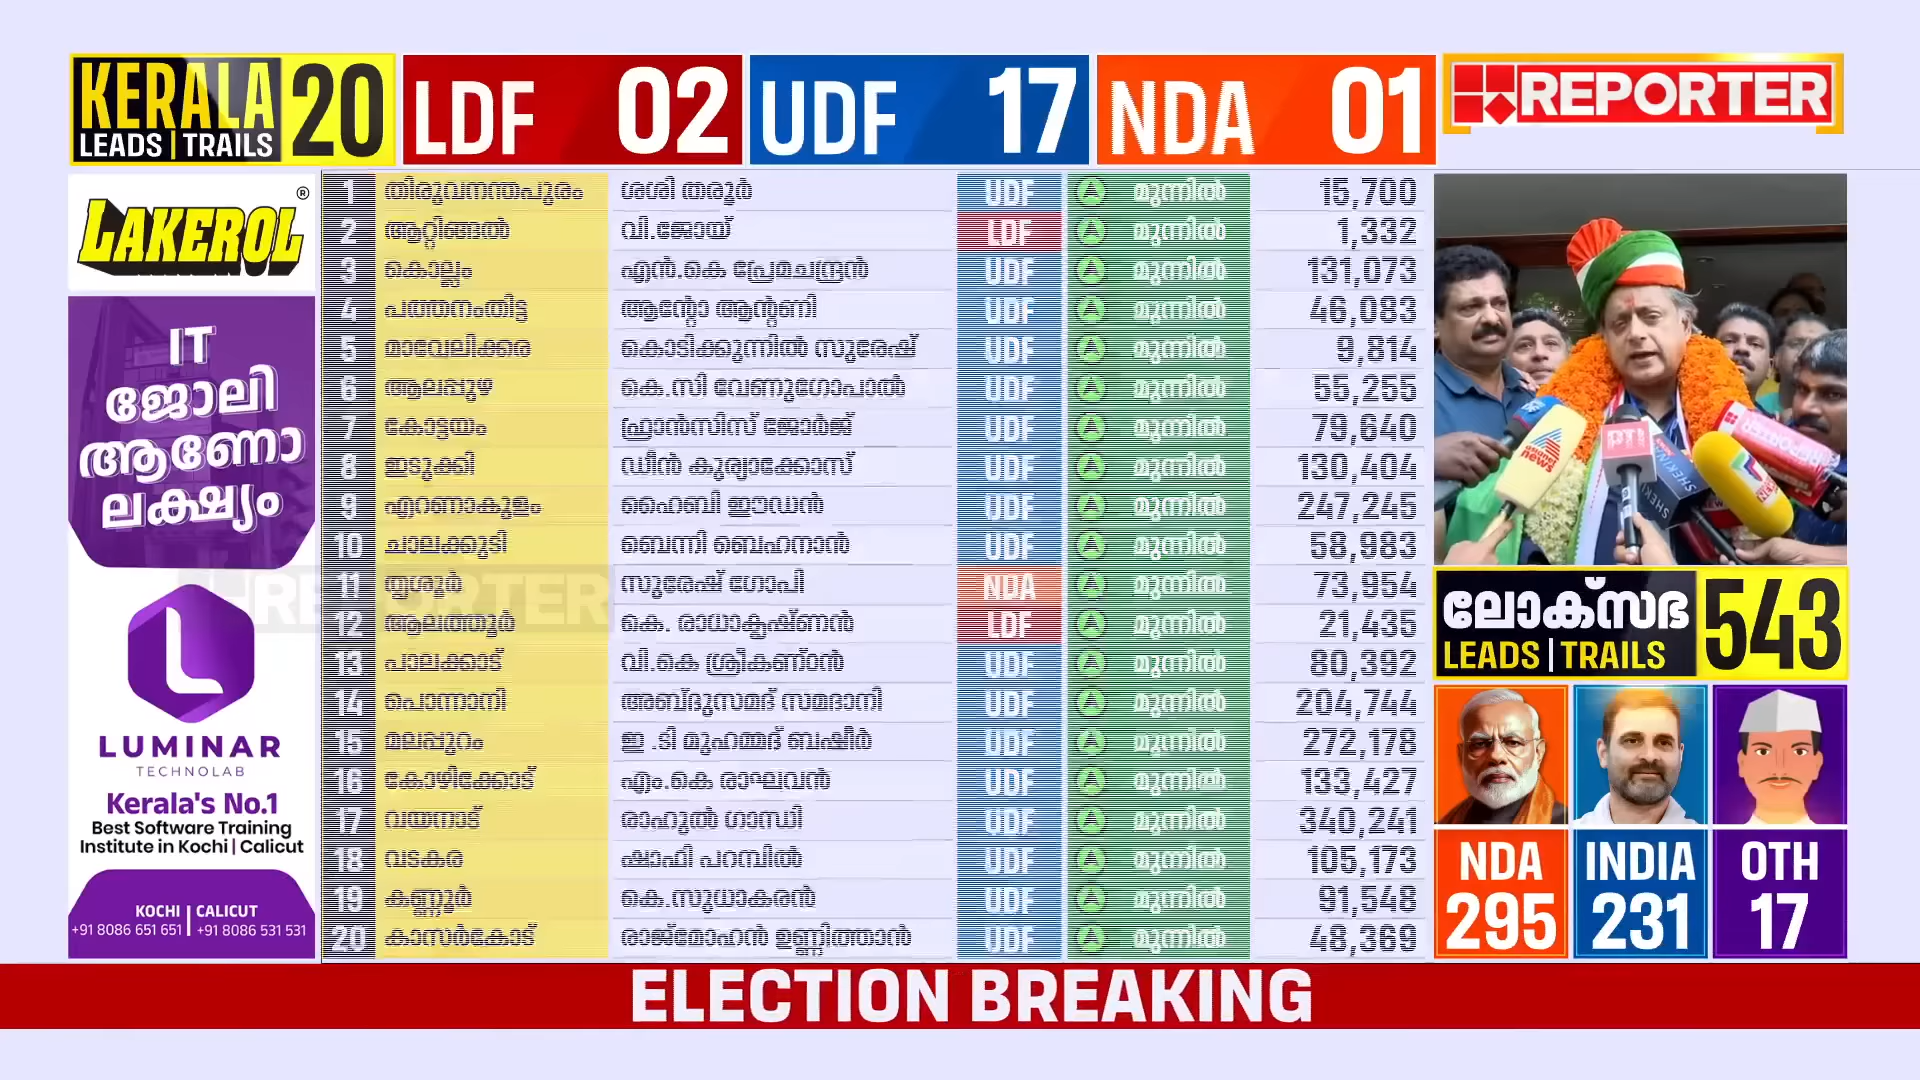 KERALA
LEADS | TRAILS
20
LDF 02
UDF 17
NDA 01
REPORTER
LAKEROL®
IT
ജോലി
ആണോ
ലക്ഷ്യം
LUMINAR
TECHNOLAB
Kerala's No.1
Best Software Training
Institute in Kochi | Calicut
KOCHI | CALICUT
+91 8086 651 651 | +91 8086 531 531
1 തിരുവനന്തപുരം ശശി തരൂർ UDF മുന്നിൽ 15,700
2 ആറ്റിങ്ങൽ വി.ജോയ് LDF മുന്നിൽ 1,332
3 കൊല്ലം എൻ.കെ പ്രേമചന്ദ്രൻ UDF മുന്നിൽ 131,073
4 പത്തനംതിട്ട ആന്റോ ആന്റണി UDF മുന്നിൽ 46,083
5 മാവേലിക്കര കൊടിക്കുന്നിൽ സുരേഷ് UDF മുന്നിൽ 9,814
6 ആലപ്പുഴ കെ.സി വേണുഗോപാൽ UDF മുന്നിൽ 55,255
7 കോട്ടയം ഫ്രാൻസിസ് ജോർജ് UDF മുന്നിൽ 79,640
8 ഇടുക്കി ഡീൻ കുര്യാക്കോസ് UDF മുന്നിൽ 130,404
9 എറണാകുളം ഹൈബി ഈഡൻ UDF മുന്നിൽ 247,245
10 ചാലക്കുടി ബെന്നി ബെഹനാൻ UDF മുന്നിൽ 58,983
11 തൃശൂർ സുരേഷ് ഗോപി NDA മുന്നിൽ 73,954
12 ആലത്തൂർ കെ. രാധാകൃഷ്ണൻ LDF മുന്നിൽ 21,435
13 പാലക്കാട് വി.കെ ശ്രീകണ്ഠൻ UDF മുന്നിൽ 80,392
14 പൊന്നാനി അബ്ദുസമദ് സമദാനി UDF മുന്നിൽ 204,744
15 മലപ്പുറം ഇ .ടി മുഹമ്മദ് ബഷീർ UDF മുന്നിൽ 272,178
16 കോഴിക്കോട് എം.കെ രാഘവൻ UDF മുന്നിൽ 133,427
17 വയനാട് രാഹുൽ ഗാന്ധി UDF മുന്നിൽ 340,241
18 വടകര ഷാഫി പറമ്പിൽ UDF മുന്നിൽ 105,173
19 കണ്ണൂർ കെ.സുധാകരൻ UDF മുന്നിൽ 91,548
20 കാസർകോട് രാജ്മോഹൻ ഉണ്ണിത്താൻ UDF മുന്നിൽ 48,369
REPORTER
asianet news
PTI
SHEKINAH
REPORTER
NEWS
ലോക്സഭ
LEADS | TRAILS
543
NDA
295
INDIA
231
OTH
17
ELECTION BREAKING